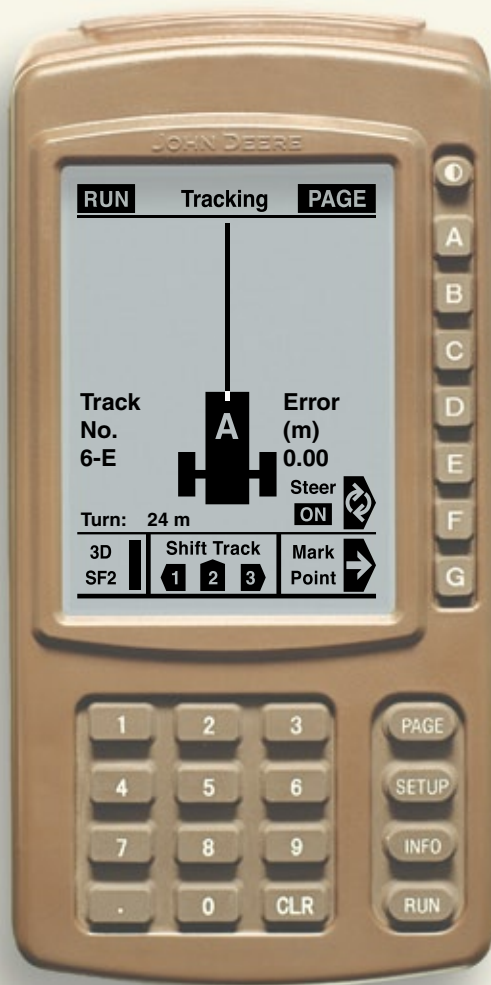 JOHN DEERE
RUN Tracking PAGE
A
Track
No.
6-E
Error
(m)
0.00
Steer
ON
Turn: 24 m
3D
SF2
Shift Track
1 2 3
Mark
Point
A
B
C
D
E
F
G
1 2 3
4 5 6
7 8 9
. 0 CLR
PAGE
SETUP
INFO
RUN